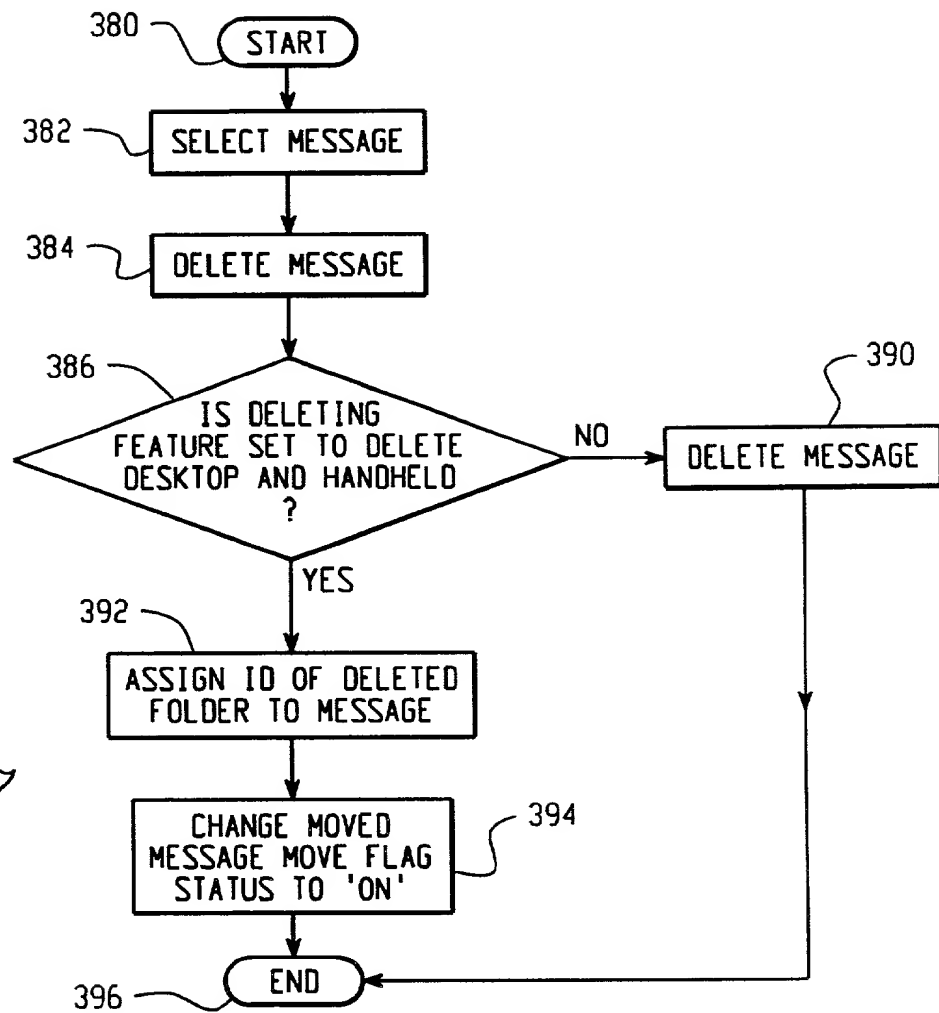 380
START
382
SELECT MESSAGE
384
DELETE MESSAGE
386
IS DELETING
FEATURE SET TO DELETE
DESKTOP AND HANDHELD
?
NO
390
DELETE MESSAGE
YES
392
ASSIGN ID OF DELETED
FOLDER TO MESSAGE
CHANGE MOVED
MESSAGE MOVE FLAG
STATUS TO 'ON'
394
END
396